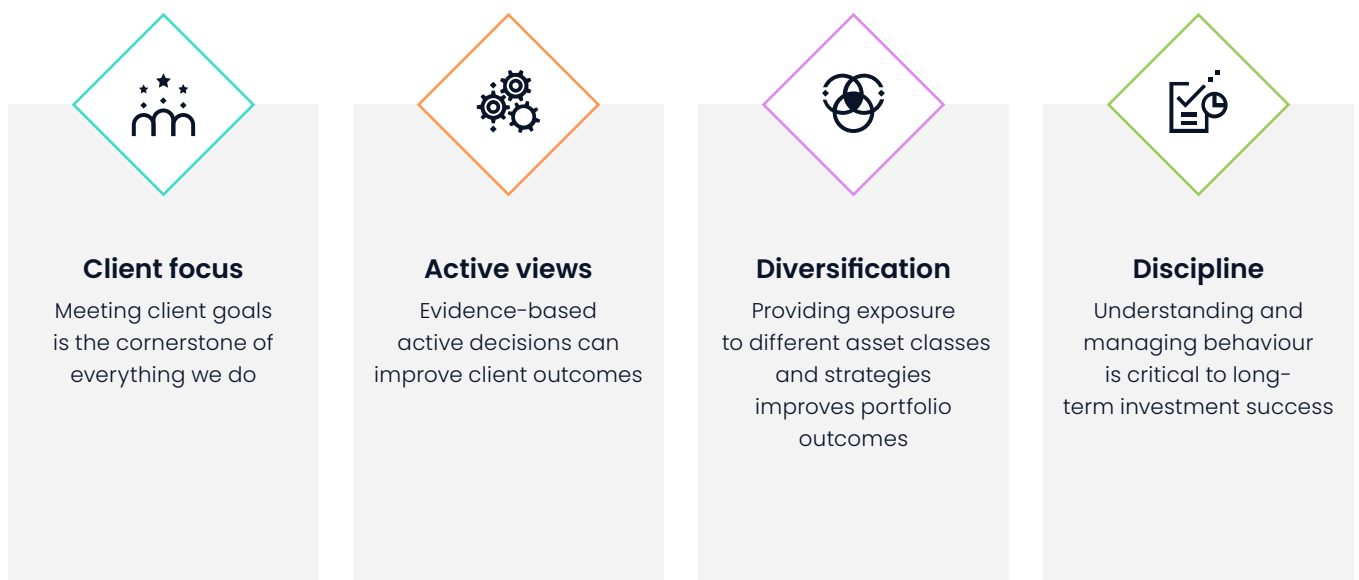 Client focus
Meeting client goals
is the cornerstone of
everything we do
Active views
Evidence-based
active decisions can
improve client outcomes
Diversification
Providing exposure
to different asset classes
and strategies
improves portfolio
outcomes
Discipline
Understanding and
managing behaviour
is critical to long-
term investment success